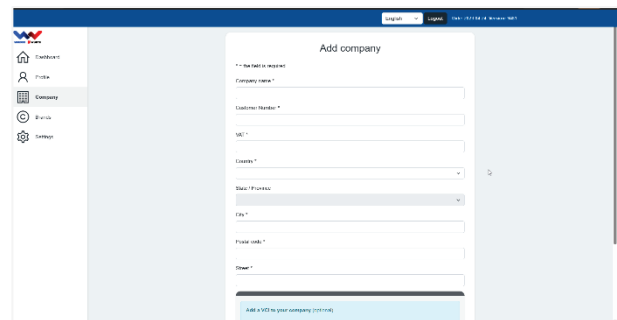 English
Logout
Dashboard
Profile
Company
Brands
Settings
Add company
* = the field is required
Company name *
Customer Number *
VAT *
Country *
State / Province
City *
Postal code *
Street *
Add a VCI to your company (optional)